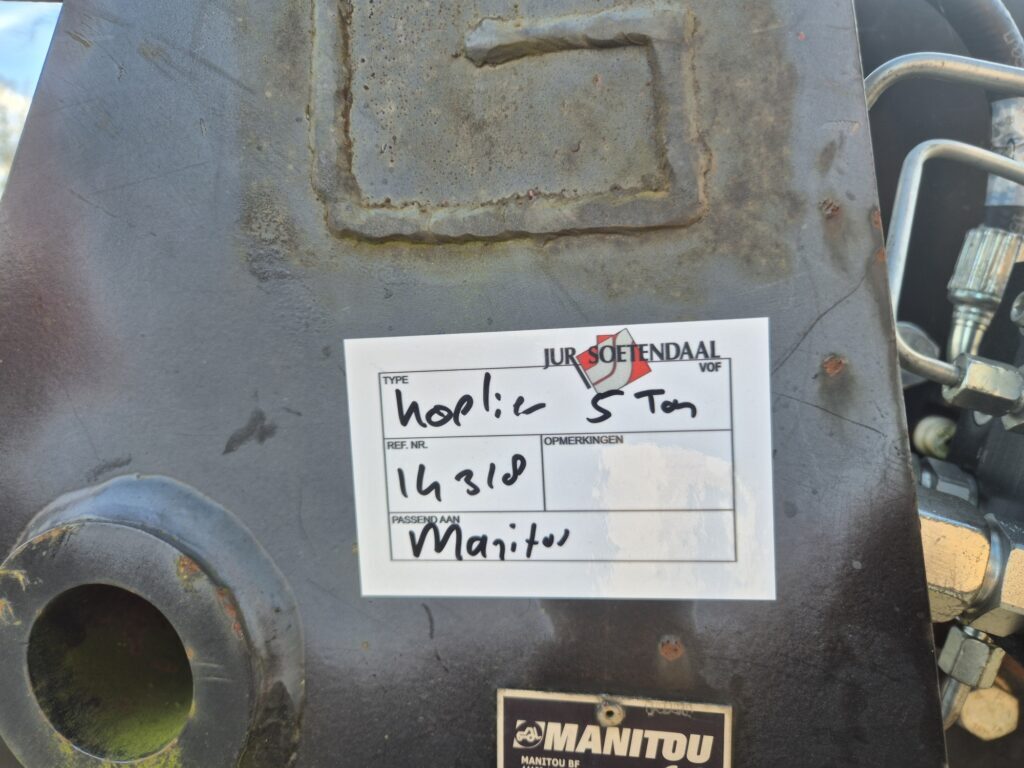 JUR SOETENDAAL
VOF
TYPE
hoplier 5 Ton
REF. NR.
14318
OPMERKINGEN
PASSEND AAN
Manitou
MANITOU
MANITOU BF